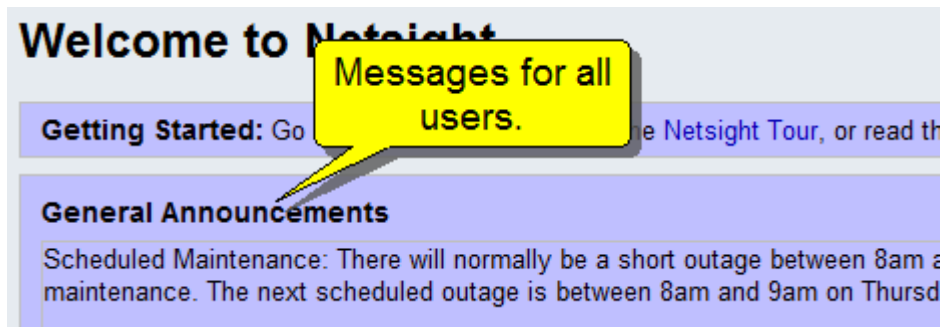 Welcome to Netsight
Messages for all
users.
Getting Started: Go Netsight Tour, or read th
General Announcements
Scheduled Maintenance: There will normally be a short outage between 8am a
maintenance. The next scheduled outage is between 8am and 9am on Thursd